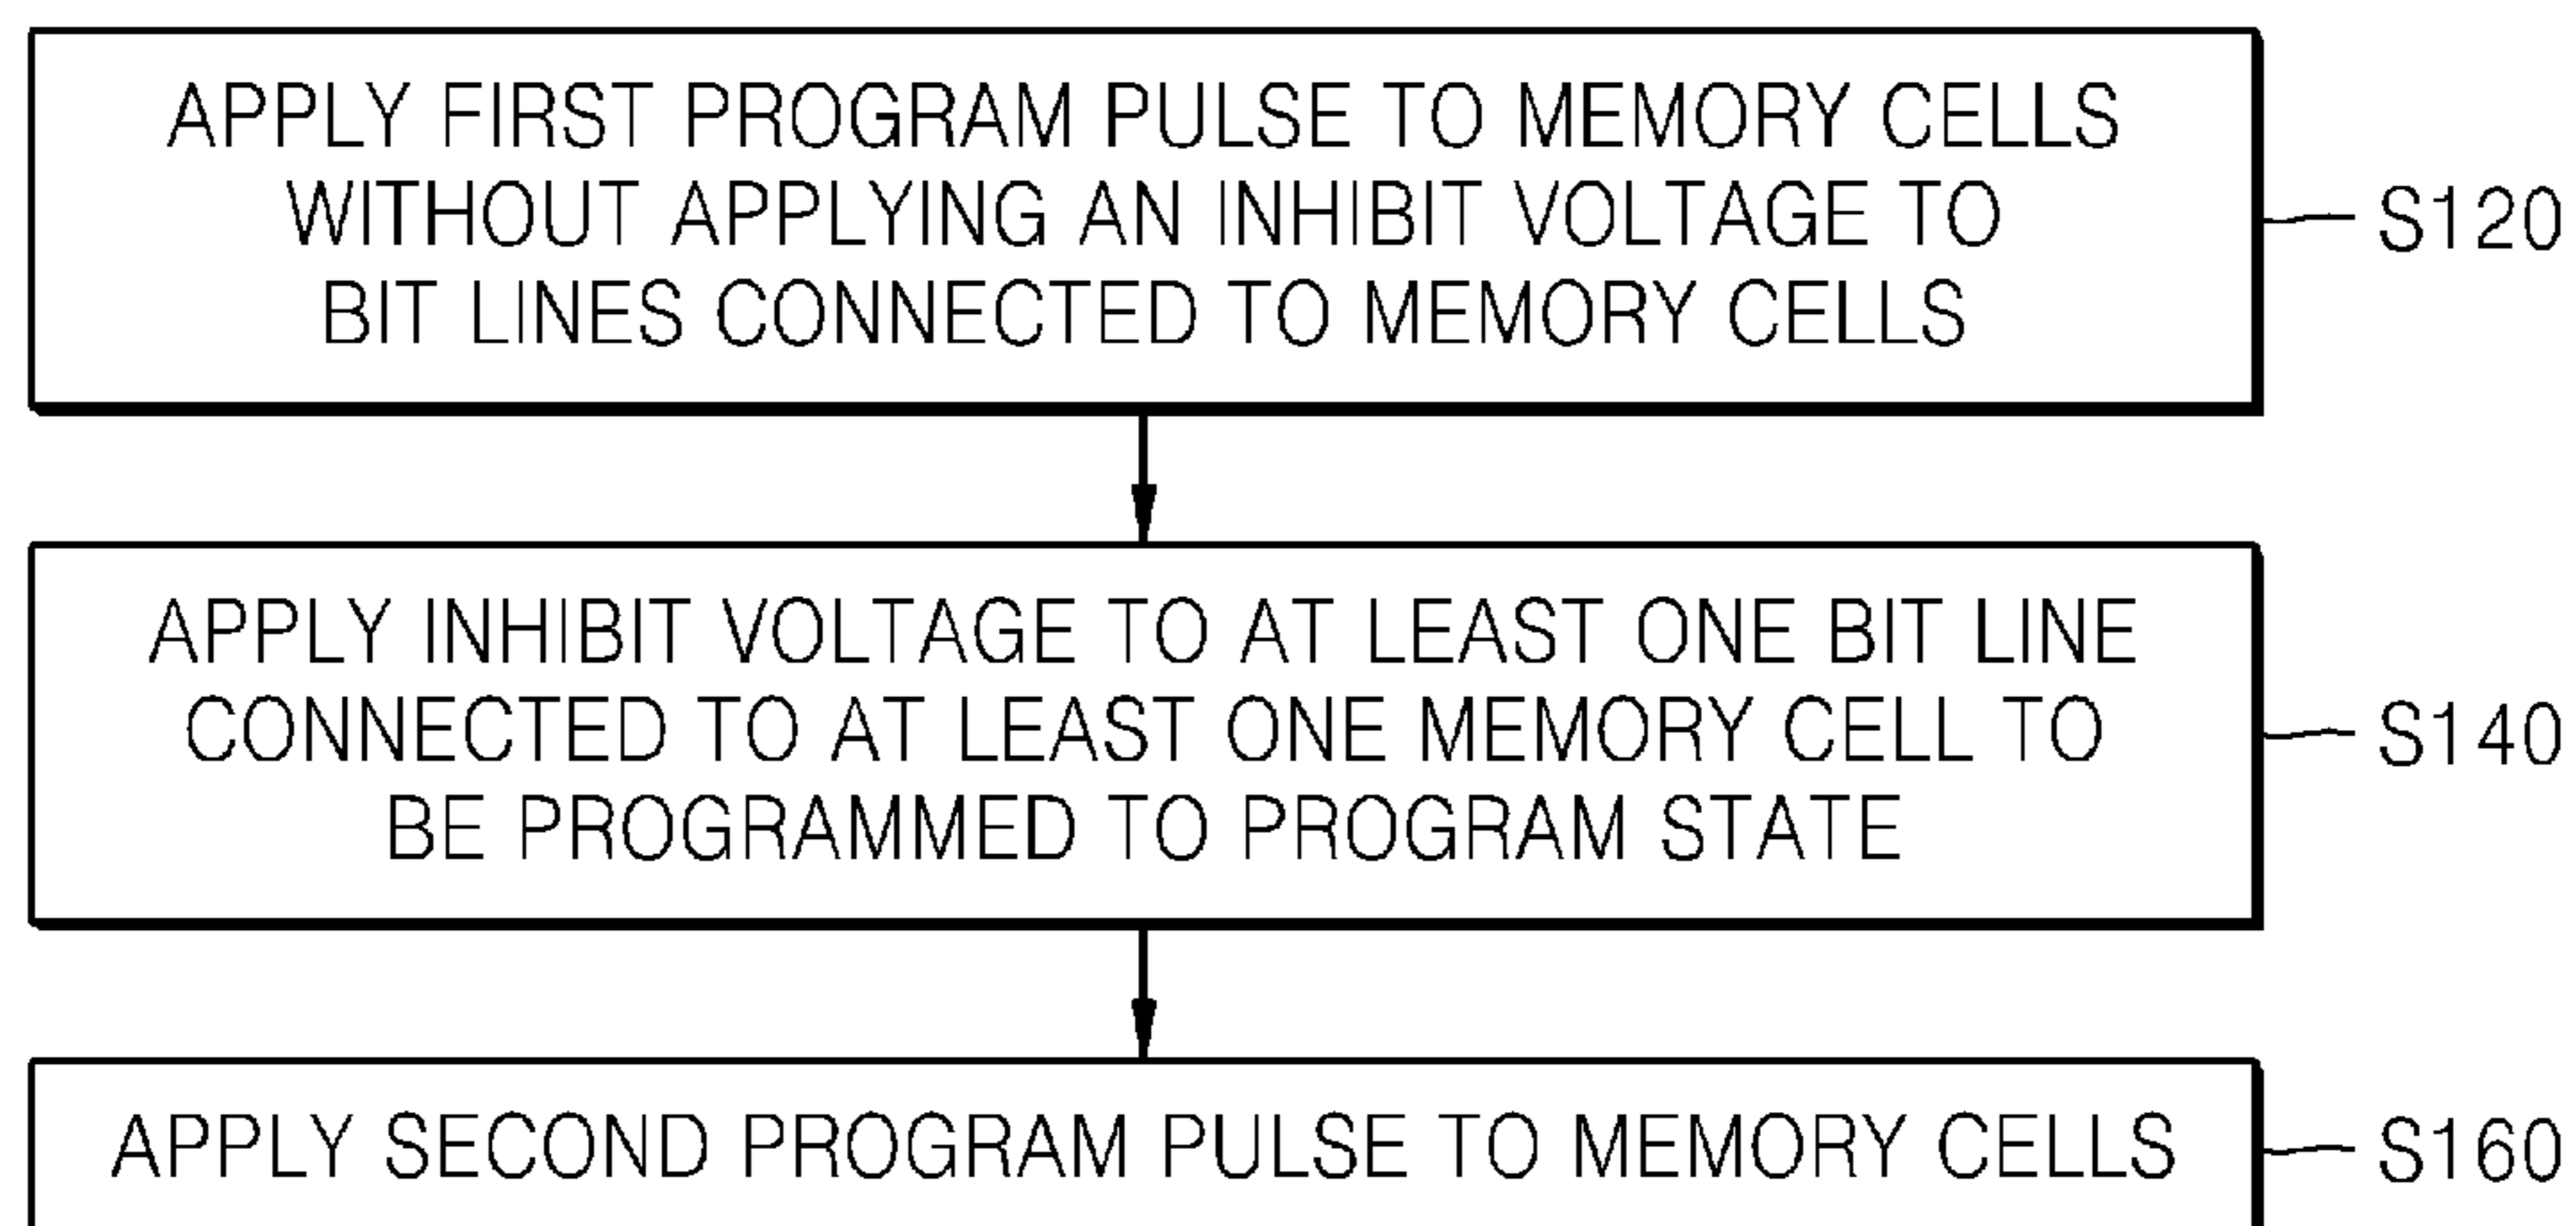 APPLY FIRST PROGRAM PULSE TO MEMORY CELLS
WITHOUT APPLYING AN INHIBIT VOLTAGE TO
BIT LINES CONNECTED TO MEMORY CELLS
S120
APPLY INHIBIT VOLTAGE TO AT LEAST ONE BIT LINE
CONNECTED TO AT LEAST ONE MEMORY CELL TO
BE PROGRAMMED TO PROGRAM STATE
S140
APPLY SECOND PROGRAM PULSE TO MEMORY CELLS
S160